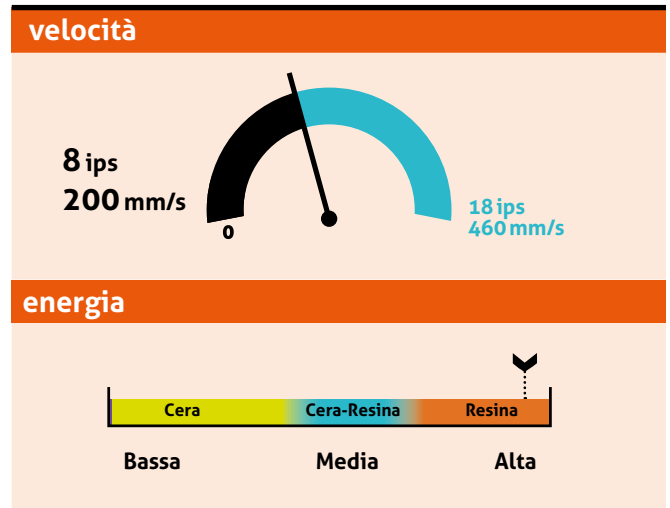 velocità
8 ips
200 mm/s
0
18 ips
460 mm/s
energia
Cera
Cera-Resina
Resina
Bassa
Media
Alta